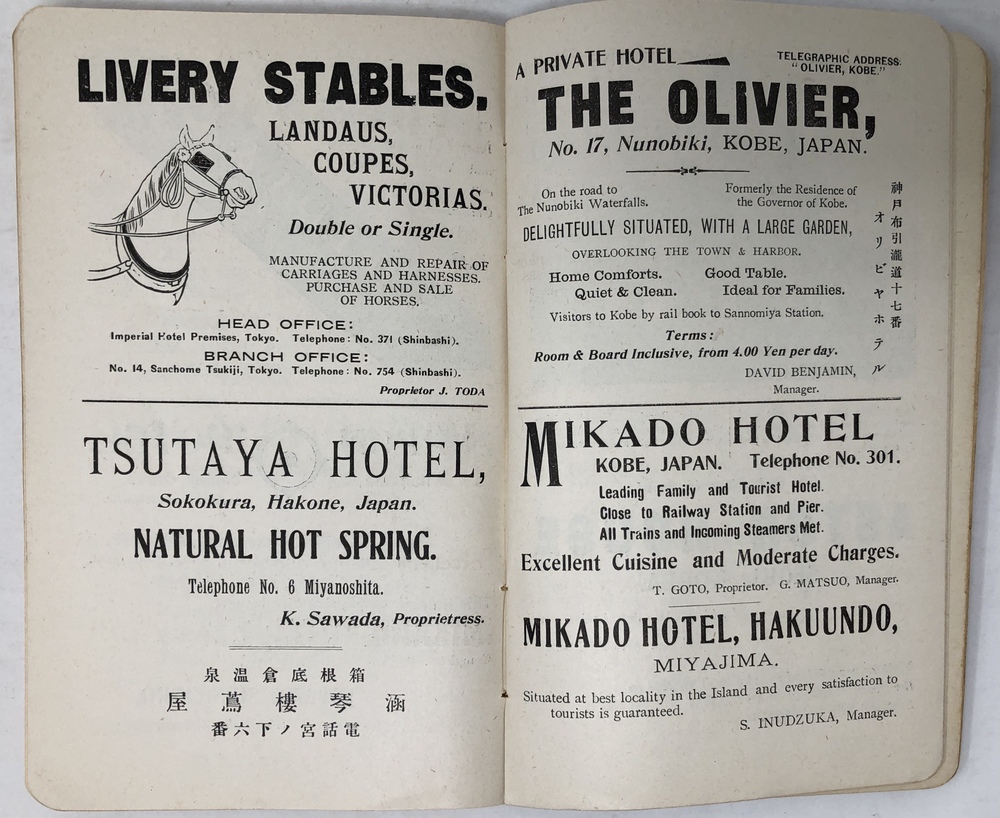 LIVERY STABLES,
LANDAUS,
COUPES,
VICTORIAS.
Double or Single.
MANUFACTURE AND REPAIR OF
CARRIAGES AND HARNESSES.
PURCHASE AND SALE
OF HORSES.
HEAD OFFICE:
Imperial Hotel Premises, Tokyo. Telephone: No. 371 (Shinbashi).
BRANCH OFFICE:
No. 14, Sanchome Tsukiji, Tokyo. Telephone: No. 754 (Shinbashi).
Proprietor J. TODA
TSUTAYA HOTEL,
Sokokura, Hakone, Japan.
NATURAL HOT SPRING.
Telephone No. 6 Miyanoshita.
K. Sawada, Proprietress.
泉溫倉底根箱
屋蔦樓琴涵
番六下ノ宮話電
A PRIVATE HOTEL
TELEGRAPHIC ADDRESS:
"OLIVIER, KOBE."
THE OLIVIER,
No. 17, Nunobiki, KOBE, JAPAN.
On the road to
The Nunobiki Waterfalls.
Formerly the Residence of
the Governor of Kobe.
DELIGHTFULLY SITUATED, WITH A LARGE GARDEN,
OVERLOOKING THE TOWN & HARBOR.
Home Comforts. Good Table.
Quiet & Clean. Ideal for Families.
Visitors to Kobe by rail book to Sannomiya Station.
Terms:
Room & Board Inclusive, from 4.00 Yen per day.
DAVID BENJAMIN,
Manager.
神戸布引瀧道十七番
オリビヤホテル
MIKADO HOTEL
KOBE, JAPAN. Telephone No. 301.
Leading Family and Tourist Hotel.
Close to Railway Station and Pier.
All Trains and Incoming Steamers Met.
Excellent Cuisine and Moderate Charges.
T. GOTO, Proprietor. G. MATSUO, Manager.
MIKADO HOTEL, HAKUUNDO,
MIYAJIMA.
Situated at best locality in the Island and every satisfaction to
tourists is guaranteed.
S. INUDZUKA, Manager.